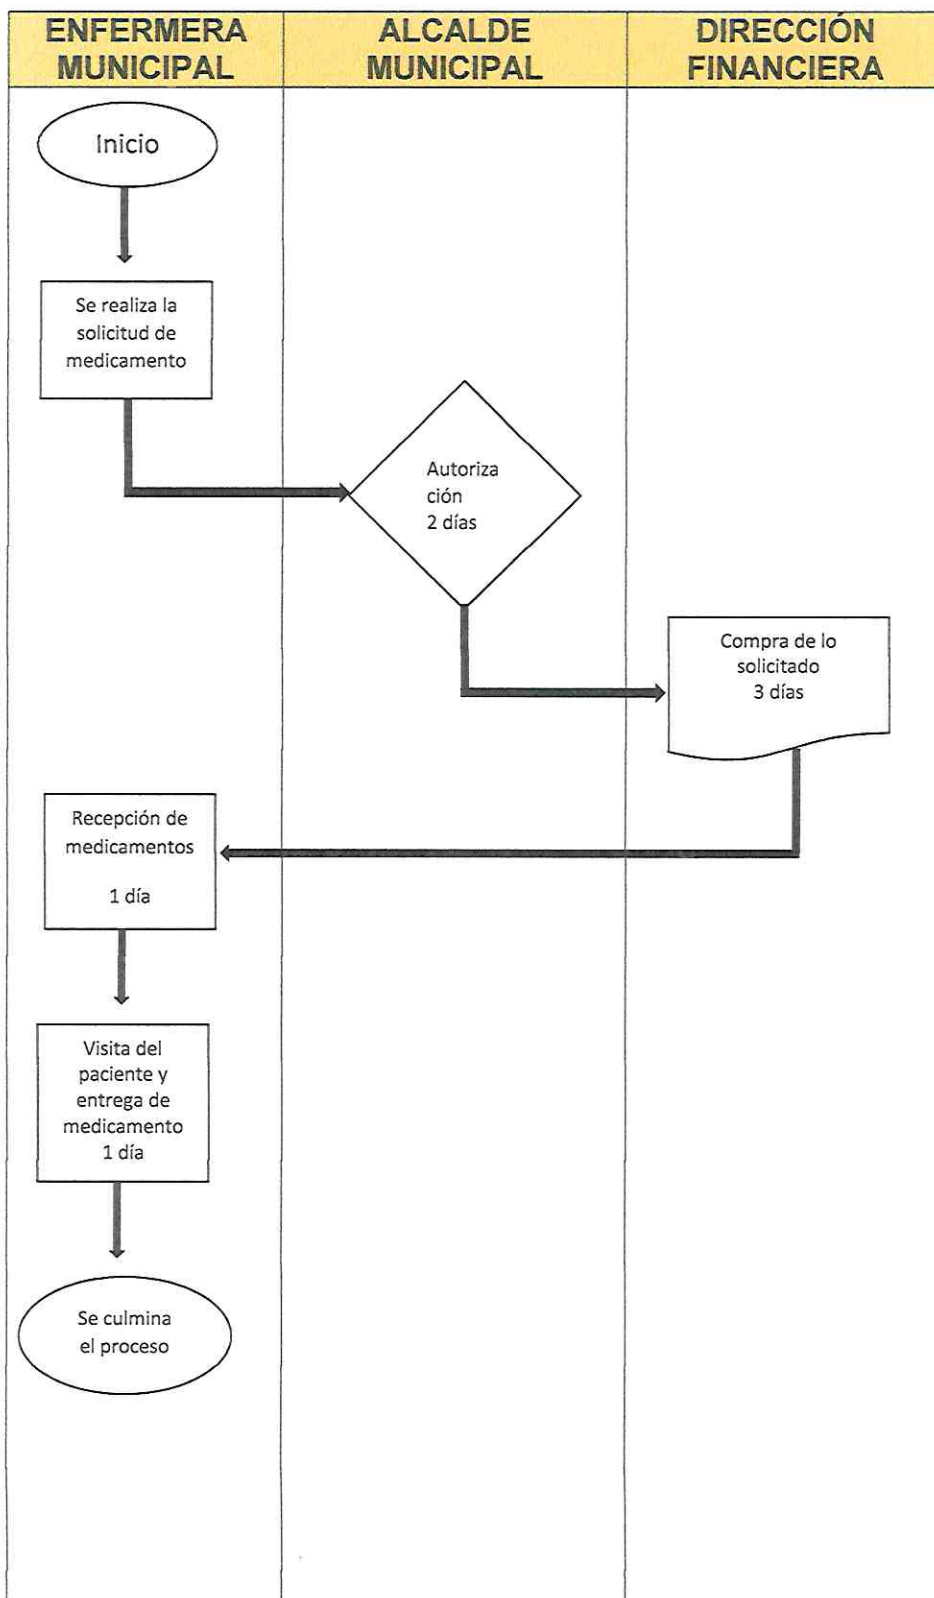 ENFERMERA
MUNICIPAL
ALCALDE
MUNICIPAL
DIRECCIÓN
FINANCIERA
Inicio
Se realiza la
solicitud de
medicamento
Autoriza
ción
2 días
Compra de lo
solicitado
3 días
Recepción de
medicamentos
1 día
Visita del
paciente y
entrega de
medicamento
1 día
Se culmina
el proceso